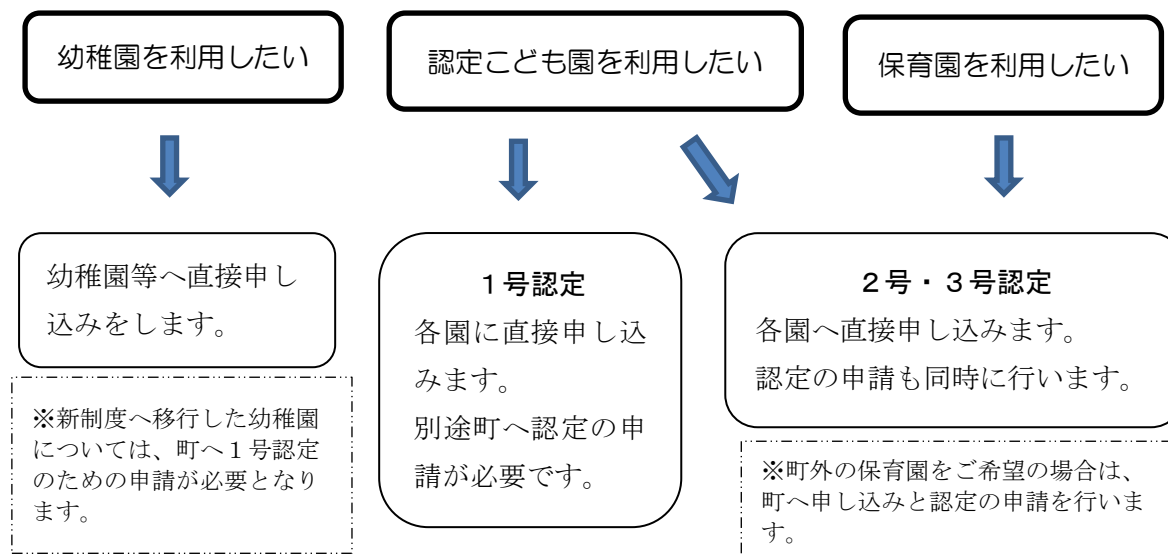 幼稚園を利用したい
認定こども園を利用したい
保育園を利用したい
幼稚園等へ直接申し
込みをします。
※新制度へ移行した幼稚園
については、町へ１号認定
のための申請が必要となり
ます。
１号認定
各園に直接申し込
みます。
別途町へ認定の申
請が必要です。
２号・３号認定
各園へ直接申し込みます。
認定の申請も同時に行います。
※町外の保育園をご希望の場合は、
町へ申し込みと認定の申請を行いま
す。